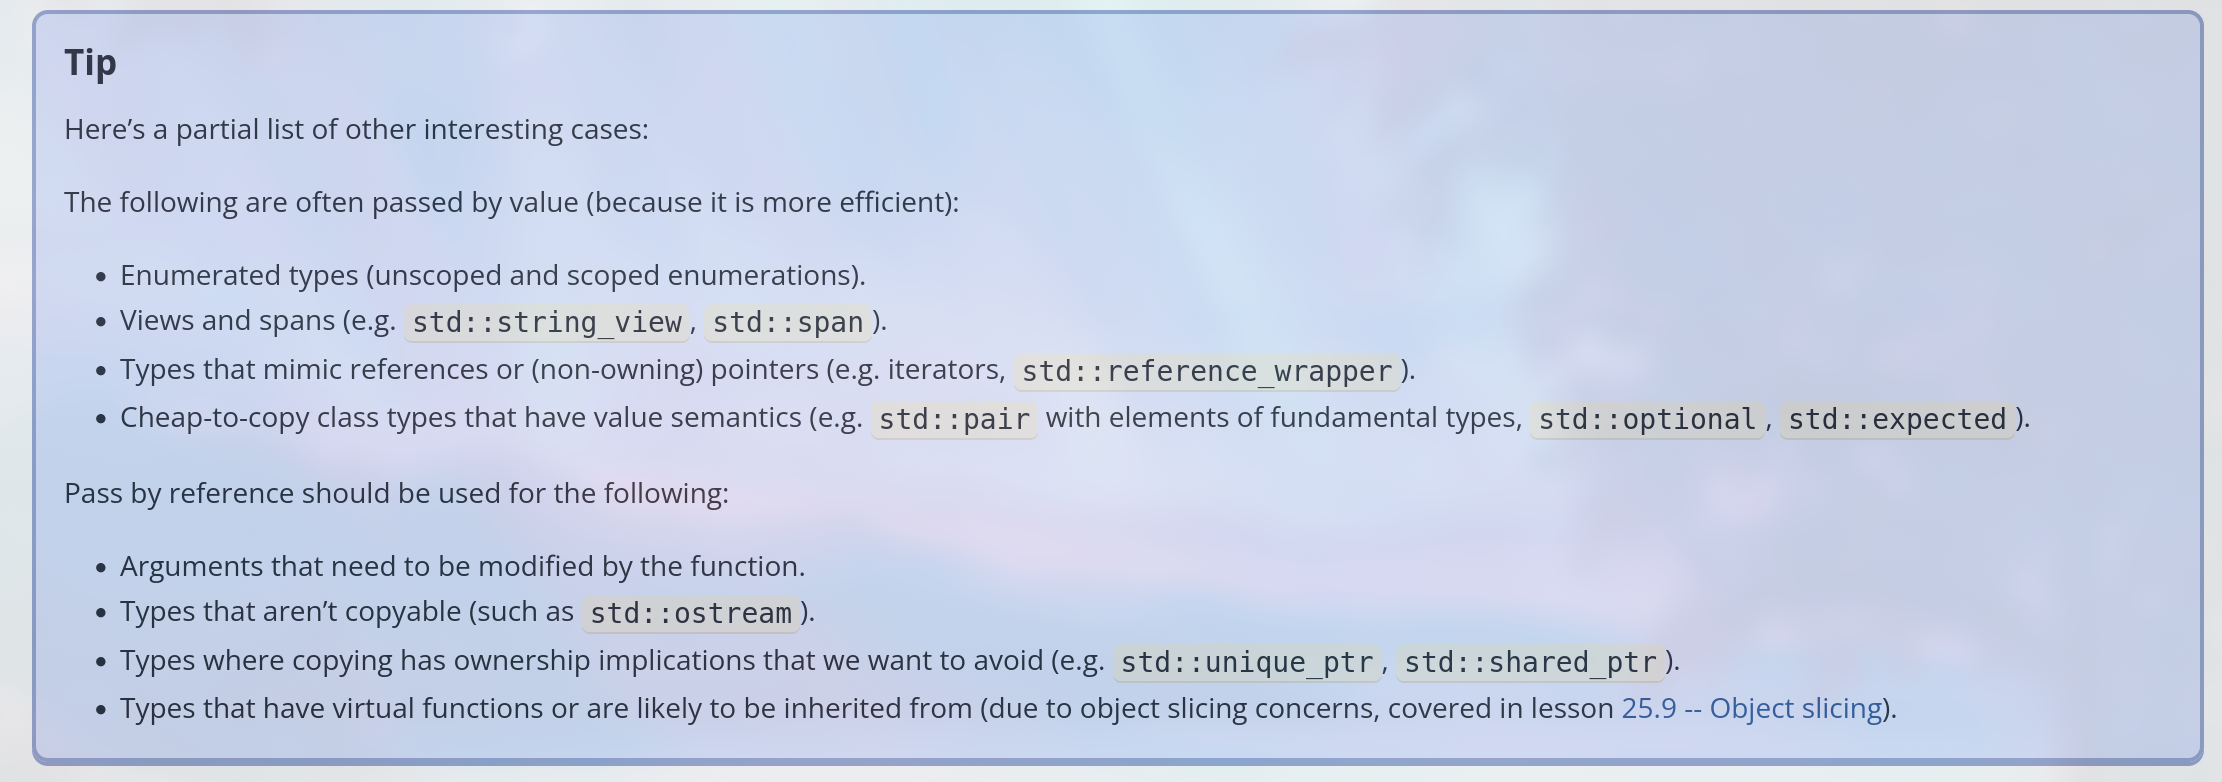 Tip
Here’s a partial list of other interesting cases:
The following are often passed by value (because it is more efficient):
• Enumerated types (unscoped and scoped enumerations).
• Views and spans (e.g. std::string_view, std::span).
• Types that mimic references or (non-owning) pointers (e.g. iterators, std::reference_wrapper).
• Cheap-to-copy class types that have value semantics (e.g. std::pair with elements of fundamental types, std::optional, std::expected).
Pass by reference should be used for the following:
• Arguments that need to be modified by the function.
• Types that aren’t copyable (such as std::ostream).
• Types where copying has ownership implications that we want to avoid (e.g. std::unique_ptr, std::shared_ptr).
• Types that have virtual functions or are likely to be inherited from (due to object slicing concerns, covered in lesson 25.9 -- Object slicing).